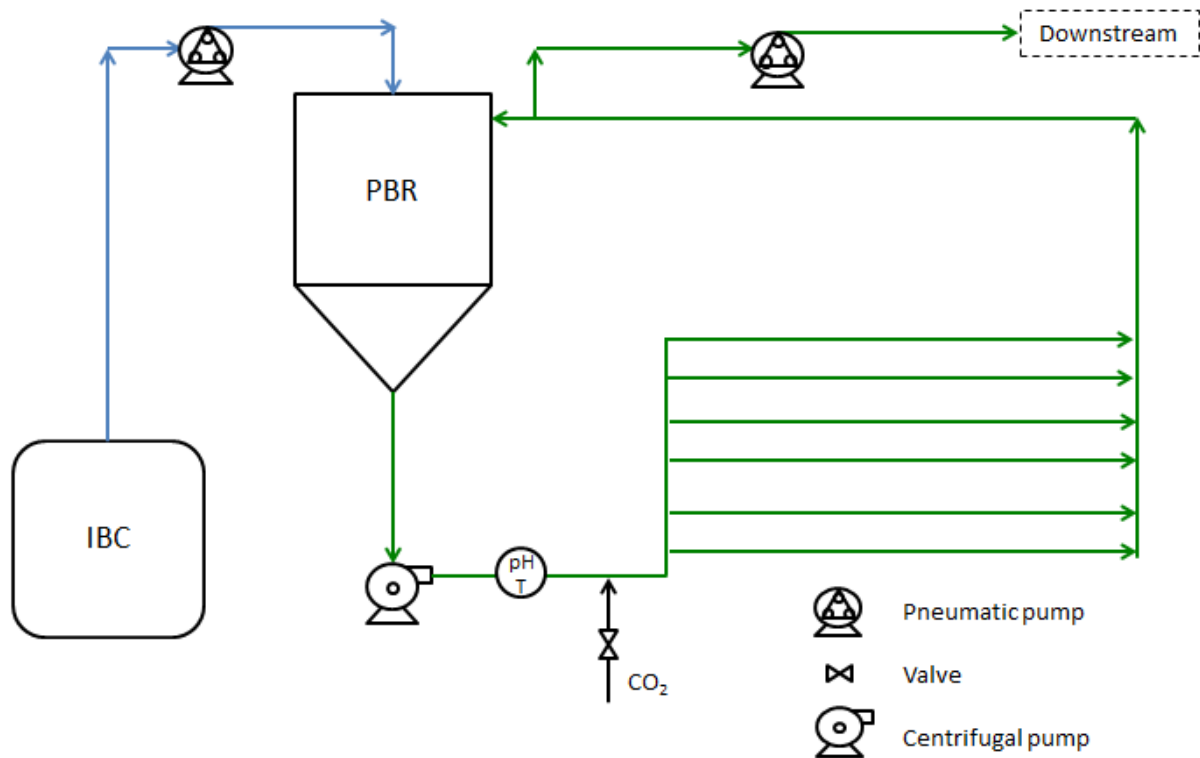 Downstream
PBR
IBC
pH
T
CO₂
Pneumatic pump
Valve
Centrifugal pump